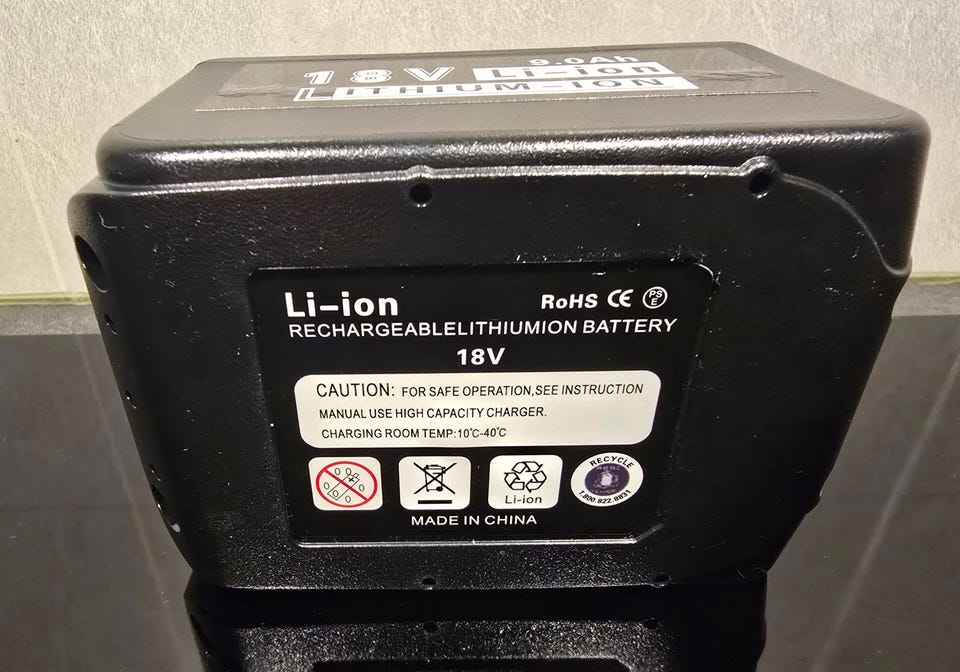 9.0Ah
18V Li-ion
LITHIUM-ION
Li-ion
RoHS CE PSE
RECHARGEABLELITHIUMION BATTERY
18V
CAUTION: FOR SAFE OPERATION,SEE INSTRUCTION
MANUAL USE HIGH CAPACITY CHARGER.
CHARGING ROOM TEMP:10℃-40℃
Li-ion
RECYCLE
1.800.822.8831
MADE IN CHINA